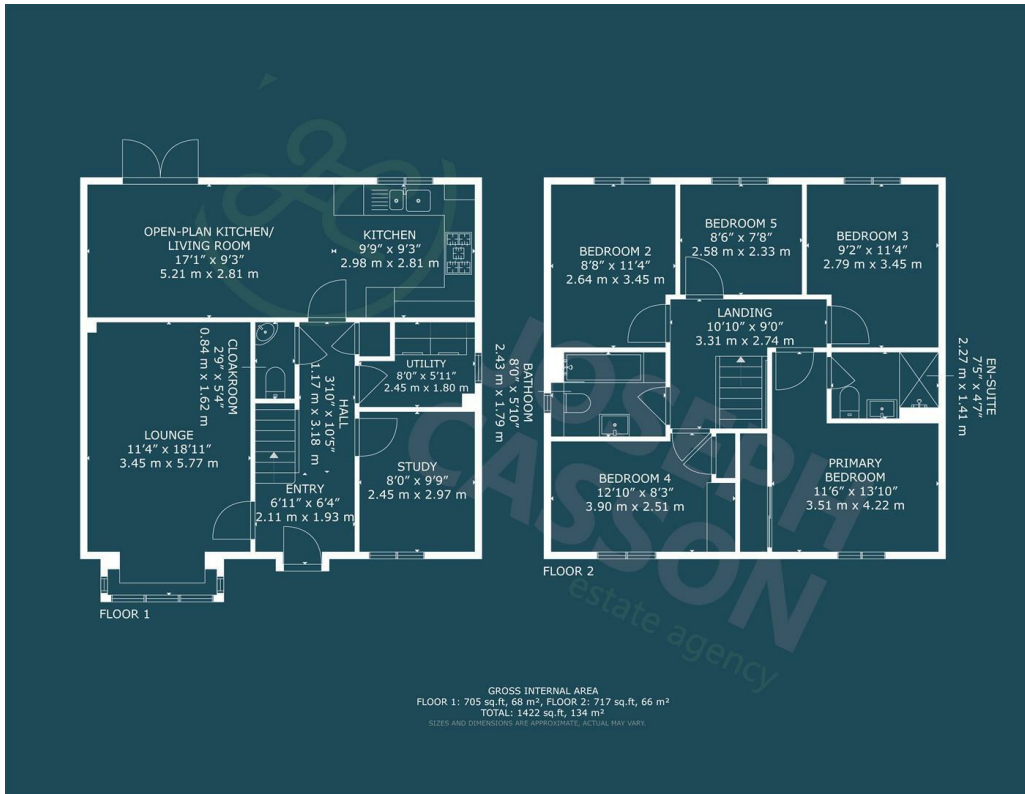 OPEN-PLAN KITCHEN/
LIVING ROOM
17'1" x 9'3"
5.21 m x 2.81 m
KITCHEN
9'9" x 9'3"
2.98 m x 2.81 m
CLOAKROOM
2'9" x 5'4"
0.84 m x 1.62 m
HALL
3'10" x 10'5"
1.17 m x 3.18 m
UTILITY
8'0" x 5'11"
2.45 m x 1.80 m
LOUNGE
11'4" x 18'11"
3.45 m x 5.77 m
STUDY
8'0" x 9'9"
2.45 m x 2.97 m
ENTRY
6'11" x 6'4"
2.11 m x 1.93 m
FLOOR 1
BEDROOM 2
8'8" x 11'4"
2.64 m x 3.45 m
BEDROOM 5
8'6" x 7'8"
2.58 m x 2.33 m
BEDROOM 3
9'2" x 11'4"
2.79 m x 3.45 m
LANDING
10'10" x 9'0"
3.31 m x 2.74 m
BATHOOM
8'0" x 5'10"
2.43 m x 1.79 m
EN-SUITE
7'5" x 4'7"
2.27 m x 1.41 m
BEDROOM 4
12'10" x 8'3"
3.90 m x 2.51 m
PRIMARY
BEDROOM
11'6" x 13'10"
3.51 m x 4.22 m
FLOOR 2
JOSEPH
CASSON
estate agency
GROSS INTERNAL AREA
FLOOR 1: 705 sq.ft, 68 m², FLOOR 2: 717 sq.ft, 66 m²
TOTAL: 1422 sq.ft, 134 m²
SIZES AND DIMENSIONS ARE APPROXIMATE, ACTUAL MAY VARY.